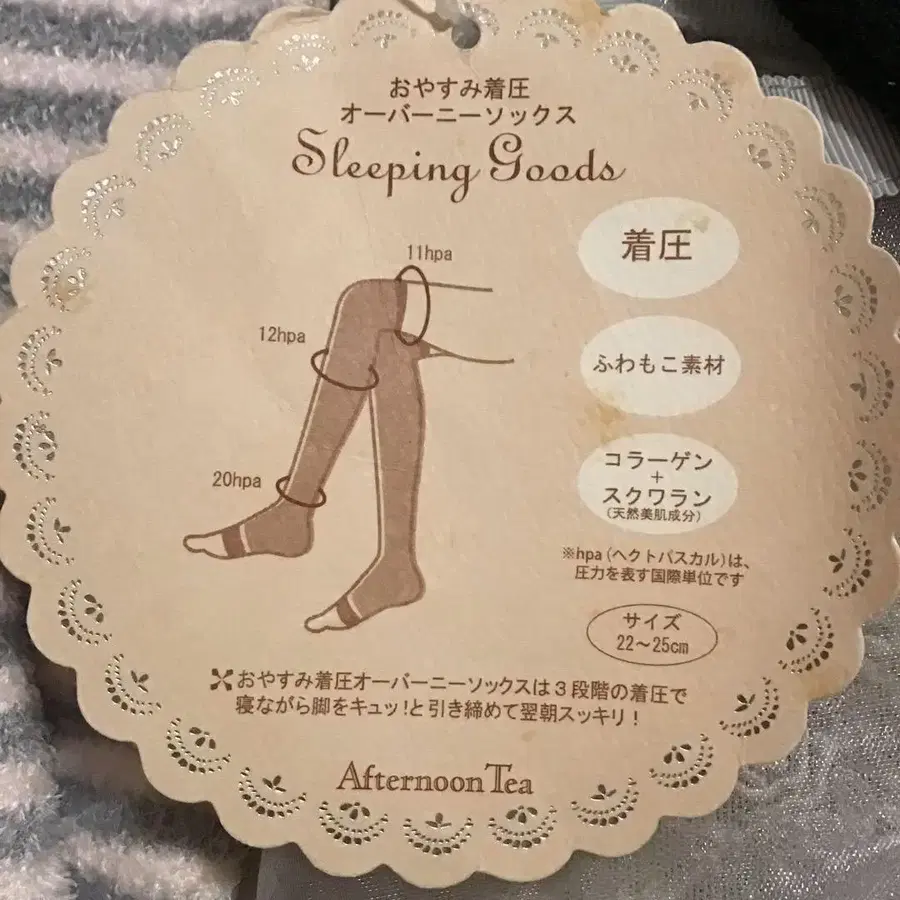 おやすみ着圧
オーバーニーソックス
Sleeping Goods
11hpa
12hpa
20hpa
着圧
ふわもこ素材
コラーゲン
+
スクワラン
(天然美肌成分)
※hpa(ヘクトパスカル)は、
圧力を表す国際単位です
サイズ
22〜25cm
おやすみ着圧オーバーニーソックスは3段階の着圧で
寝ながら脚をキュッ!と引き締めて翌朝スッキリ!
Afternoon Tea